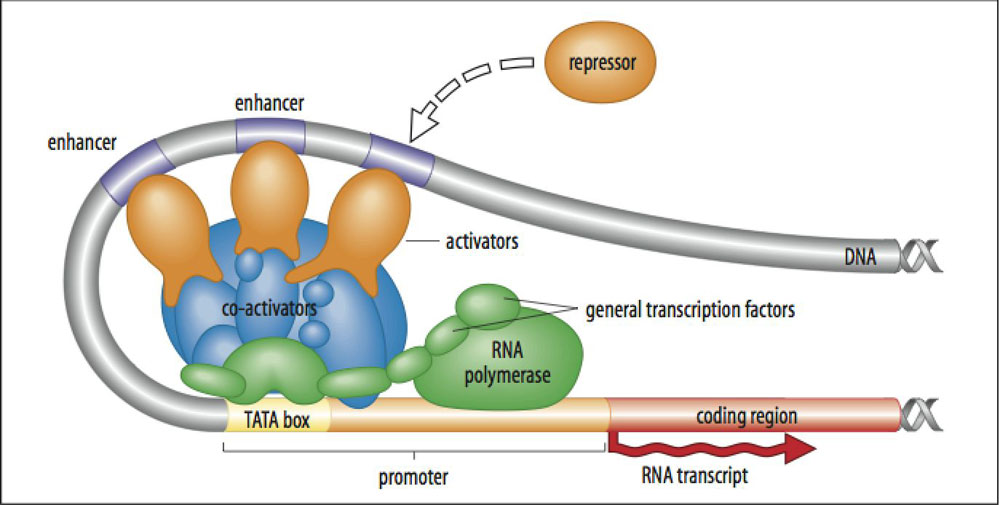 repressor
enhancer
enhancer
activators
DNA
co-activators
general transcription factors
RNA
polymerase
TATA box
coding region
promoter
RNA transcript